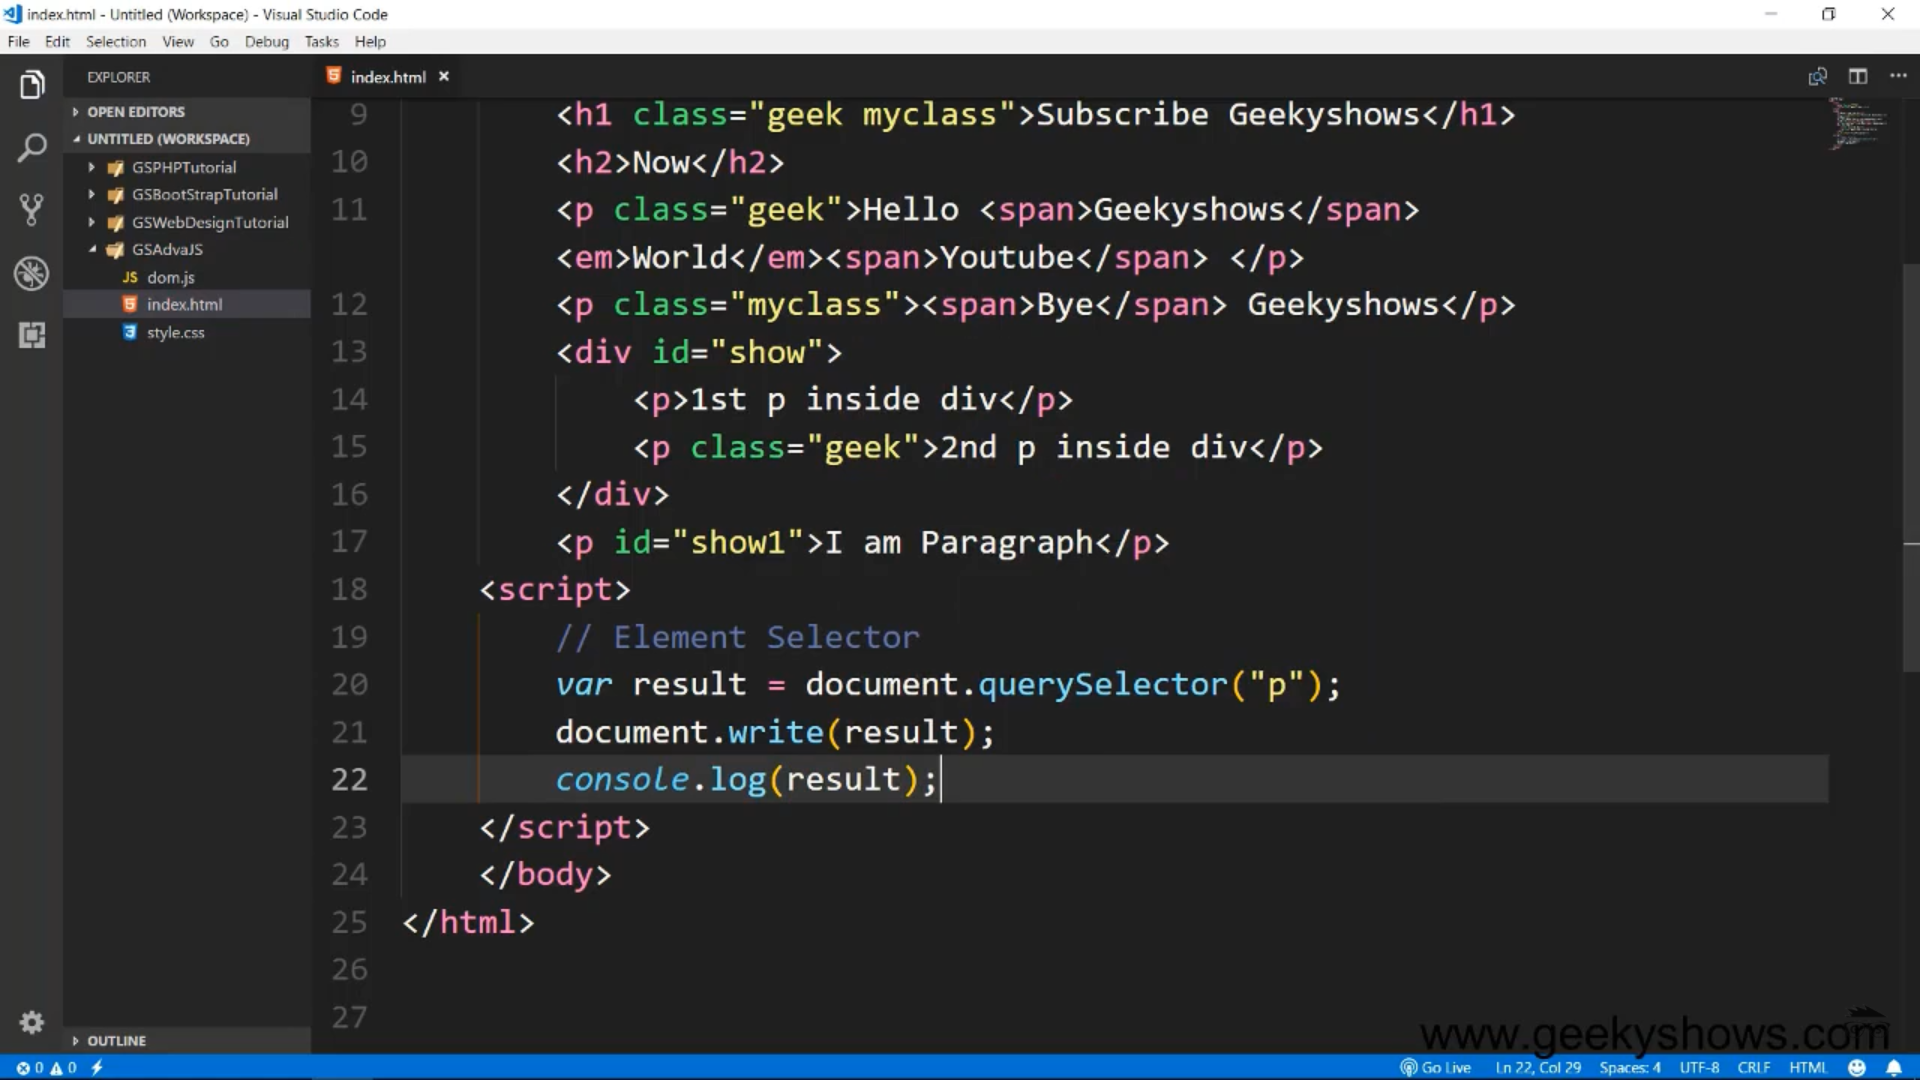 index.html - Untitled (Workspace) - Visual Studio Code
File Edit Selection View Go Debug Tasks Help
EXPLORER
OPEN EDITORS
UNTITLED (WORKSPACE)
GSPHPTutorial
GSBootStrapTutorial
GSWebDesignTutorial
GSAdvaJS
JS dom.js
index.html
style.css
OUTLINE
index.html ×
9 <h1 class="geek myclass">Subscribe Geekyshows</h1>
10 <h2>Now</h2>
11 <p class="geek">Hello <span>Geekyshows</span>
<em>World</em><span>Youtube</span> </p>
12 <p class="myclass"><span>Bye</span> Geekyshows</p>
13 <div id="show">
14 <p>1st p inside div</p>
15 <p class="geek">2nd p inside div</p>
16 </div>
17 <p id="show1">I am Paragraph</p>
18 <script>
19 // Element Selector
20 var result = document.querySelector("p");
21 document.write(result);
22 console.log(result);
23 </script>
24 </body>
25 </html>
26
27
www.geekyshows.com
0 0 Go Live Ln 22, Col 29 Spaces: 4 UTF-8 CRLF HTML